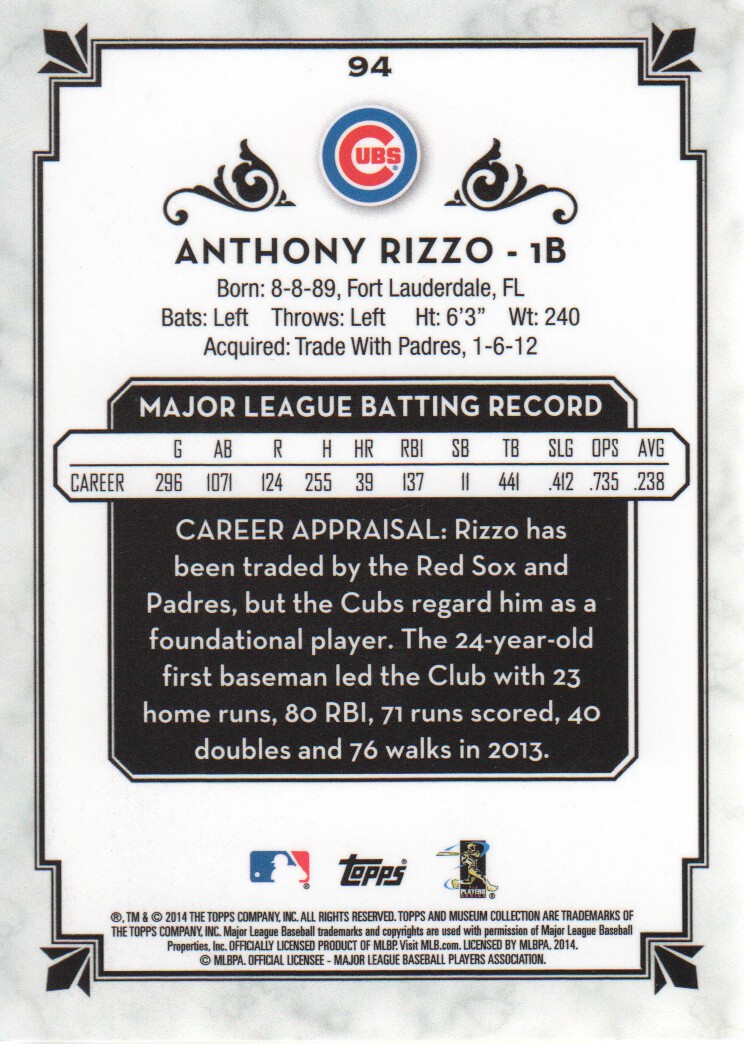 94
CUBS
ANTHONY RIZZO - 1B
Born: 8-8-89, Fort Lauderdale, FL
Bats: Left Throws: Left Ht: 6'3" Wt: 240
Acquired: Trade With Padres, 1-6-12
MAJOR LEAGUE BATTING RECORD
G AB R H HR RBI SB TB SLG OPS AVG
CAREER 296 1071 124 255 39 137 11 441 .412 .735 .238
CAREER APPRAISAL: Rizzo has
been traded by the Red Sox and
Padres, but the Cubs regard him as a
foundational player. The 24-year-old
first baseman led the Club with 23
home runs, 80 RBI, 71 runs scored, 40
doubles and 76 walks in 2013.
® topps® PLAYERS ®
®, TM & © 2014 THE TOPPS COMPANY, INC. ALL RIGHTS RESERVED. TOPPS AND MUSEUM COLLECTION ARE TRADEMARKS OF
THE TOPPS COMPANY, INC. Major League Baseball trademarks and copyrights are used with permission of Major League Baseball
Properties, Inc. OFFICIALLY LICENSED PRODUCT OF MLBP. Visit MLB.com. LICENSED BY MLBPA, 2014.
© MLBPA. OFFICIAL LICENSEE - MAJOR LEAGUE BASEBALL PLAYERS ASSOCIATION.